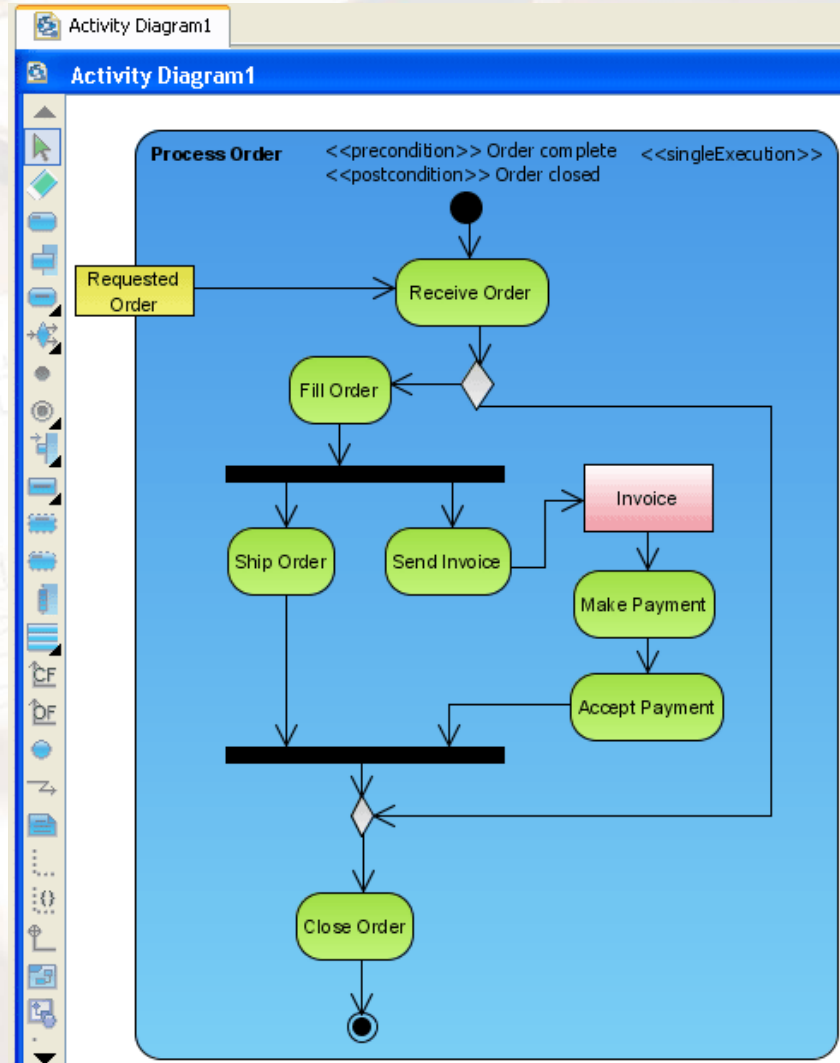 Activity Diagram1
Activity Diagram1
Process Order
<<precondition>> Order complete
<<singleExecution>>
<<postcondition>> Order closed
Requested
Order
Receive Order
Fill Order
Invoice
Ship Order
Send Invoice
Make Payment
CF
OF
Accept Payment
Close Order